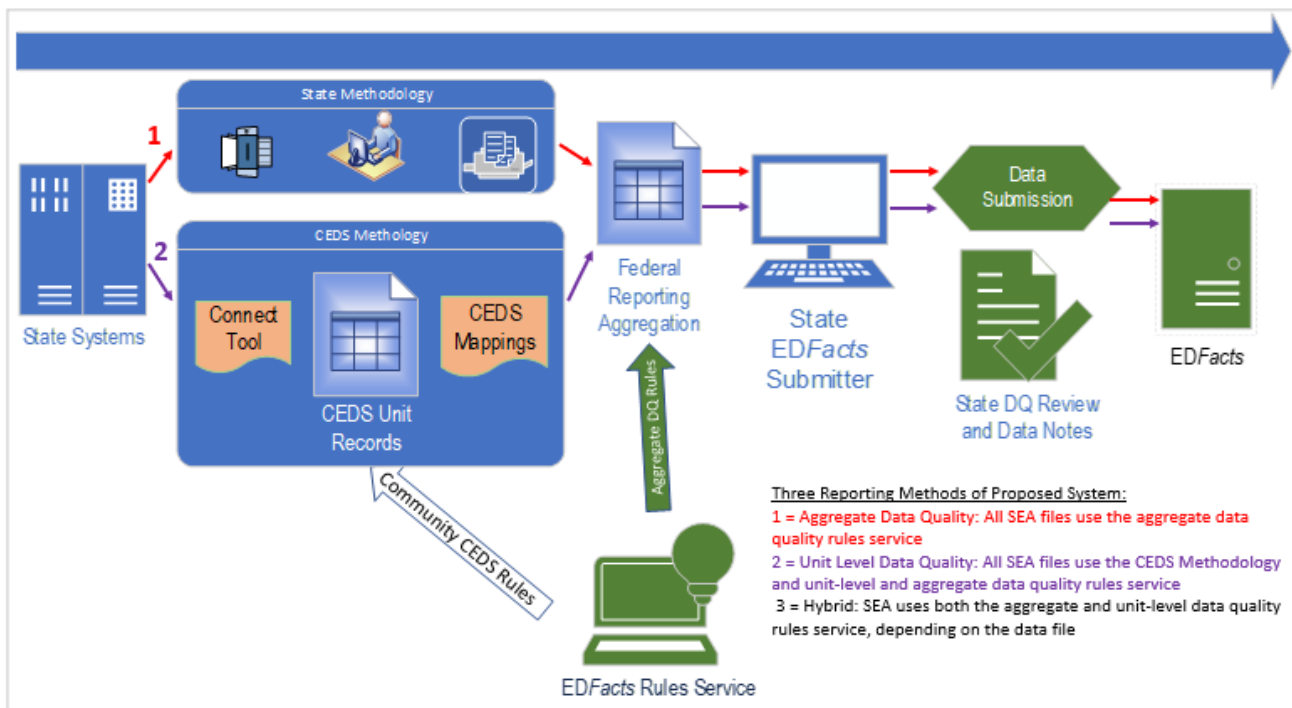 State Methodology
1
State Systems
2
CEDS Methology
Connect
Tool
CEDS Unit
Records
CEDS
Mappings
Federal
Reporting
Aggregation
State
EDFacts
Submitter
Data
Submission
State DQ Review
and Data Notes
EDFacts
Aggregate DQ Rules
Community CEDS Rules
EDFacts Rules Service
Three Reporting Methods of Proposed System:
1 = Aggregate Data Quality: All SEA files use the aggregate data
quality rules service
2 = Unit Level Data Quality: All SEA files use the CEDS Methodology
and unit-level and aggregate data quality rules service
3 = Hybrid: SEA uses both the aggregate and unit-level data quality
rules service, depending on the data file